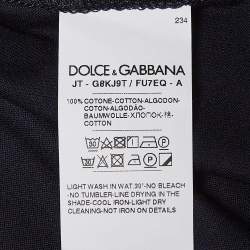 234
DOLCE & GABBANA
JT - G8KJ9T / FU7EQ - A
100% COTONE-COTTON-ALGODON-
COTON-ALGODÃO-
BAUMWOLLE-ХЛОПОК-棉-
COTTON
LIGHT WASH IN WAT.30°-NO BLEACH
-NO TUMBLER-LINE DRYING IN THE
SHADE-COOL IRON-LIGHT DRY
CLEANING-NOT IRON ON DETAILS